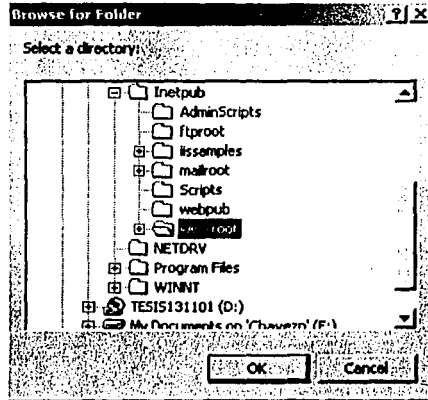 Browse for Folder
Select a directory:
Inetpub
AdminScripts
ftproot
iissamples
mailroot
Scripts
webpub
NETDRV
Program Files
WINNT
TESIS131101 (D:)
My Documents on 'Chavezp' (E:)
OK
Cancel